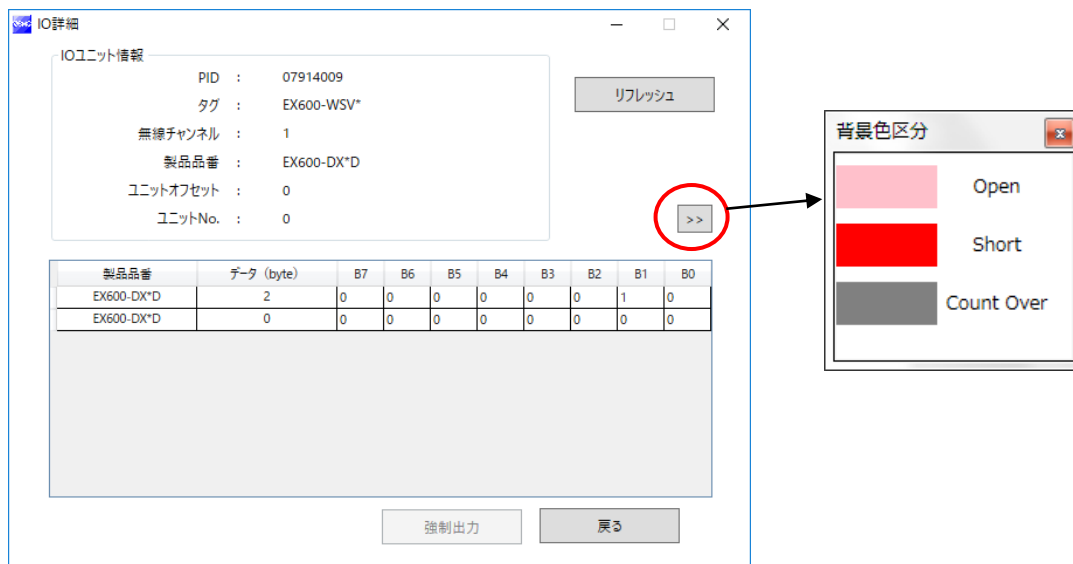 IO詳細
IOユニット情報
PID : 07914009
タグ : EX600-WSV*
無線チャンネル : 1
製品品番 : EX600-DX*D
ユニットオフセット : 0
ユニットNo. : 0
リフレッシュ
>>
製品品番 データ (byte) B7 B6 B5 B4 B3 B2 B1 B0
EX600-DX*D 2 0 0 0 0 0 0 1 0
EX600-DX*D 0 0 0 0 0 0 0 0 0
強制出力 戻る
背景色区分
Open
Short
Count Over